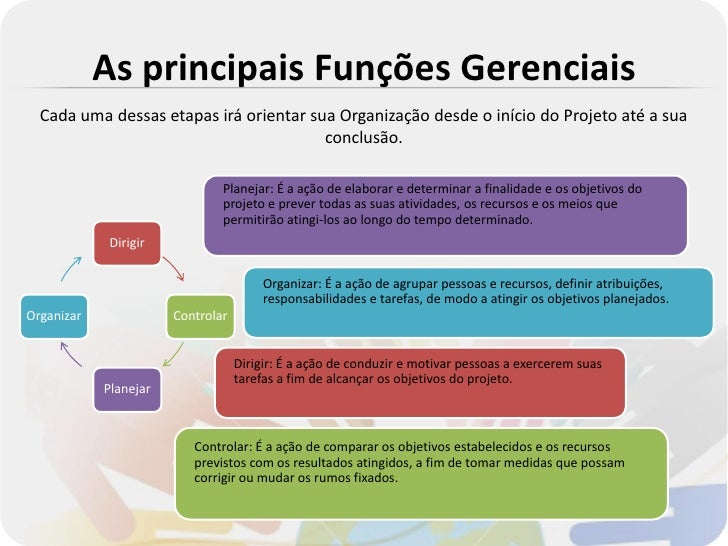 As principais Funções Gerenciais
Cada uma dessas etapas irá orientar sua Organização desde o início do Projeto até a sua
conclusão.
Planejar: É a ação de elaborar e determinar a finalidade e os objetivos do
projeto e prever todas as suas atividades, os recursos e os meios que
permitirão atingi-los ao longo do tempo determinado.
Dirigir
Organizar: É a ação de agrupar pessoas e recursos, definir atribuições,
responsabilidades e tarefas, de modo a atingir os objetivos planejados.
Organizar
Controlar
Dirigir: É a ação de conduzir e motivar pessoas a exercerem suas
tarefas a fim de alcançar os objetivos do projeto.
Planejar
Controlar: É a ação de comparar os objetivos estabelecidos e os recursos
previstos com os resultados atingidos, a fim de tomar medidas que possam
corrigir ou mudar os rumos fixados.